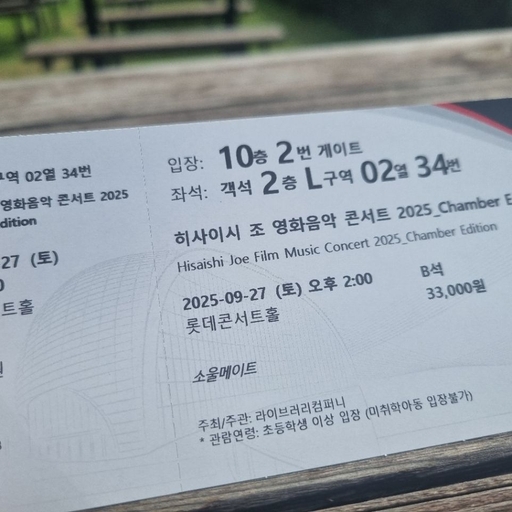 구역 02열 34번
영화음악 콘서트 2025
dition
27 (토)
0
트홀
입장: 10층 2번 게이트
좌석: 객석 2층 L구역 02열 34번
히사이시 조 영화음악 콘서트 2025_Chamber E
Hisaishi Joe Film Music Concert 2025_Chamber Edition
2025-09-27 (토) 오후 2:00
B석
롯데콘서트홀
33,000원
소울메이트
주최/주관: 라이브러리컴퍼니
* 관람연령: 초등학생 이상 입장 (미취학아동 입장불가)